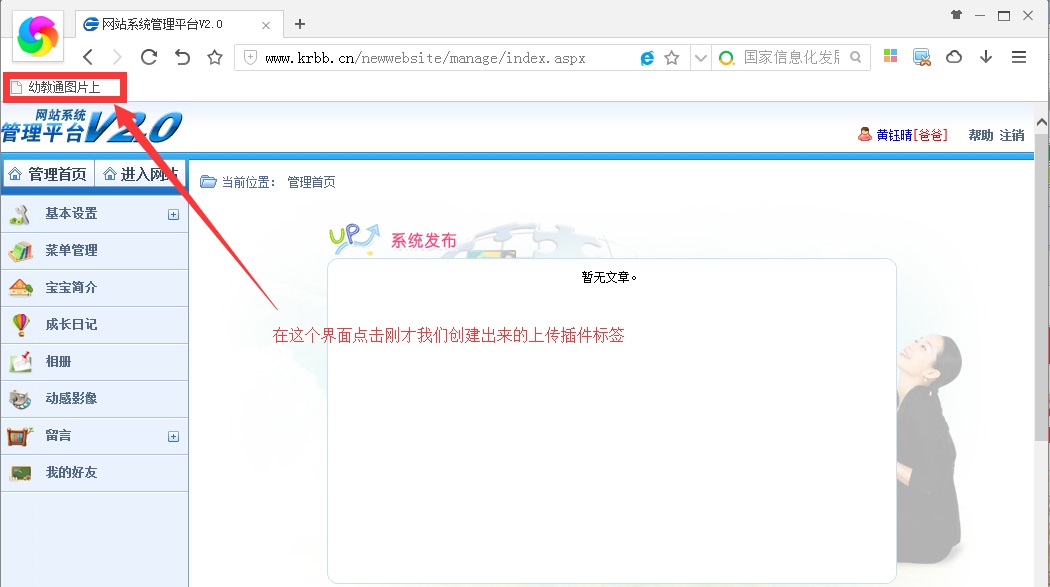 网站系统管理平台V2.0
www.krbb.cn/newwebsite/manage/index.aspx
国家信息化发展
幼教通图片上
网站系统
管理平台V2.0
黄钰晴[爸爸] 帮助 注销
管理首页 进入网站
当前位置: 管理首页
基本设置
菜单管理
宝宝简介
成长日记
相册
动感影像
留言
我的好友
UP
系统发布
暂无文章。
在这个界面点击刚才我们创建出来的上传插件标签